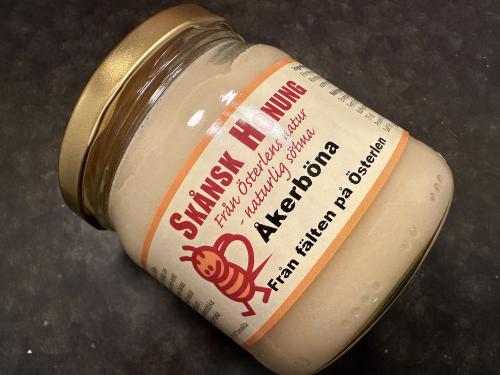 SKÅNSK HONUNG
Från Österlens natur
- naturlig sötma
Åkerböna
Från fälten på Österlen